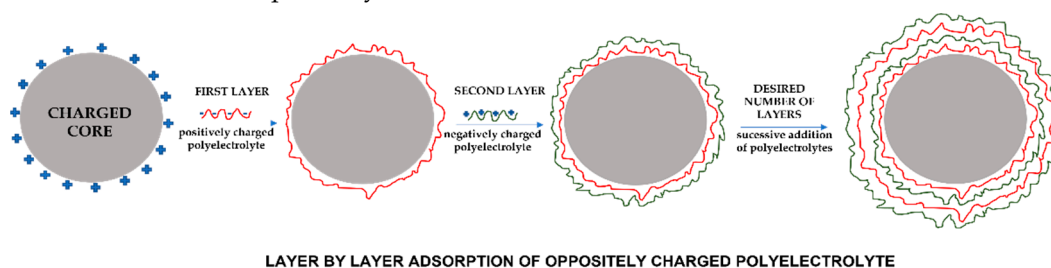 CHARGED
CORE
FIRST LAYER
positively charged
polyelectrolyte
SECOND LAYER
negatively charged
polyelectrolyte
DESIRED
NUMBER OF
LAYERS
sucessive addition
of polyelectrolytes
LAYER BY LAYER ADSORPTION OF OPPOSITELY CHARGED POLYELECTROLYTE